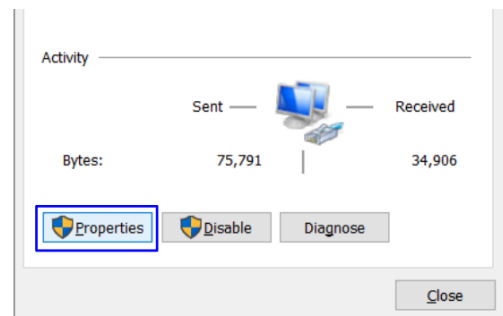 Activity
Sent
Received
Bytes:
75,791
34,906
Properties
Disable
Diagnose
Close